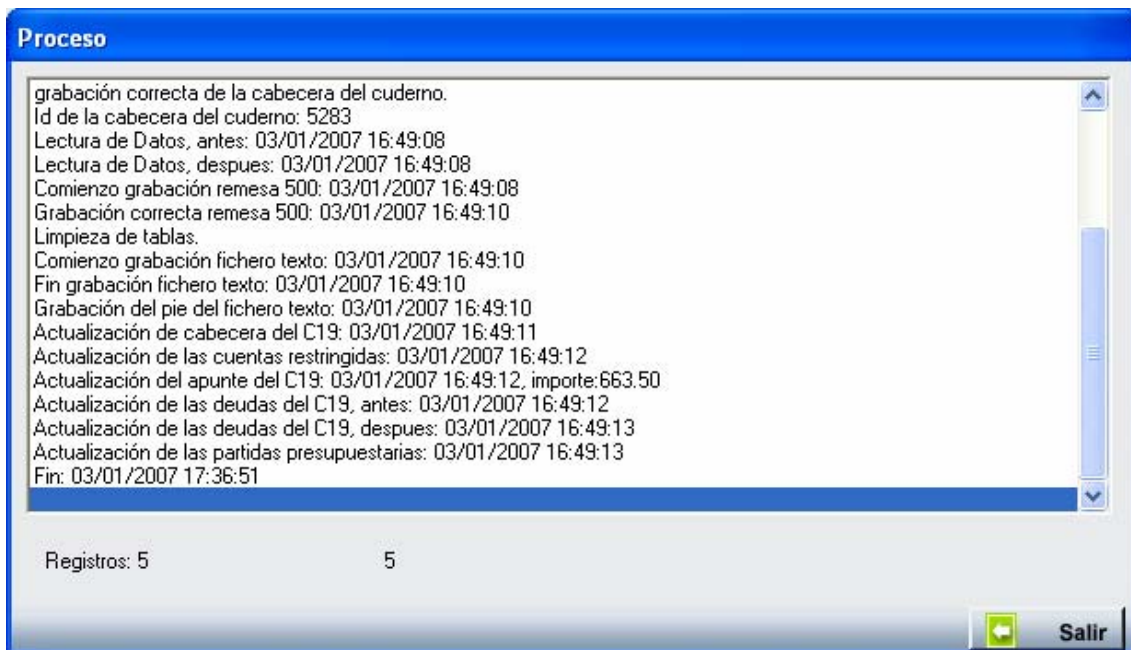 Proceso
grabación correcta de la cabecera del cuderno.
Id de la cabecera del cuderno: 5283
Lectura de Datos, antes: 03/01/2007 16:49:08
Lectura de Datos, despues: 03/01/2007 16:49:08
Comienzo grabación remesa 500: 03/01/2007 16:49:08
Grabación correcta remesa 500: 03/01/2007 16:49:10
Limpieza de tablas.
Comienzo grabación fichero texto: 03/01/2007 16:49:10
Fin grabación fichero texto: 03/01/2007 16:49:10
Grabación del pie del fichero texto: 03/01/2007 16:49:10
Actualización de cabecera del C19: 03/01/2007 16:49:11
Actualización de las cuentas restringidas: 03/01/2007 16:49:12
Actualización del apunte del C19: 03/01/2007 16:49:12, importe:663.50
Actualización de las deudas del C19, antes: 03/01/2007 16:49:12
Actualización de las deudas del C19, despues: 03/01/2007 16:49:13
Actualización de las partidas presupuestarias: 03/01/2007 16:49:13
Fin: 03/01/2007 17:36:51
Registros: 5 5
Salir